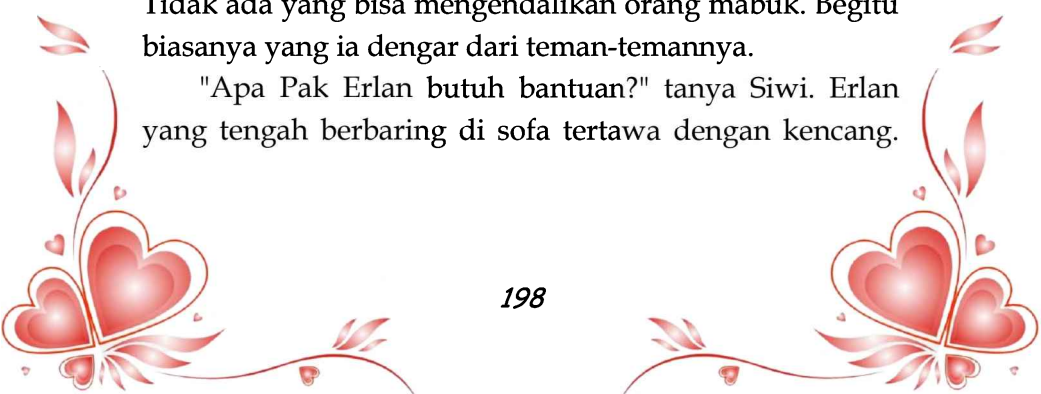 Tidak ada yang bisa mengendalikan orang mabuk. Begitu
biasanya yang ia dengar dari teman-temannya.
"Apa Pak Erlan butuh bantuan?" tanya Siwi. Erlan
yang tengah berbaring di sofa tertawa dengan kencang.
198